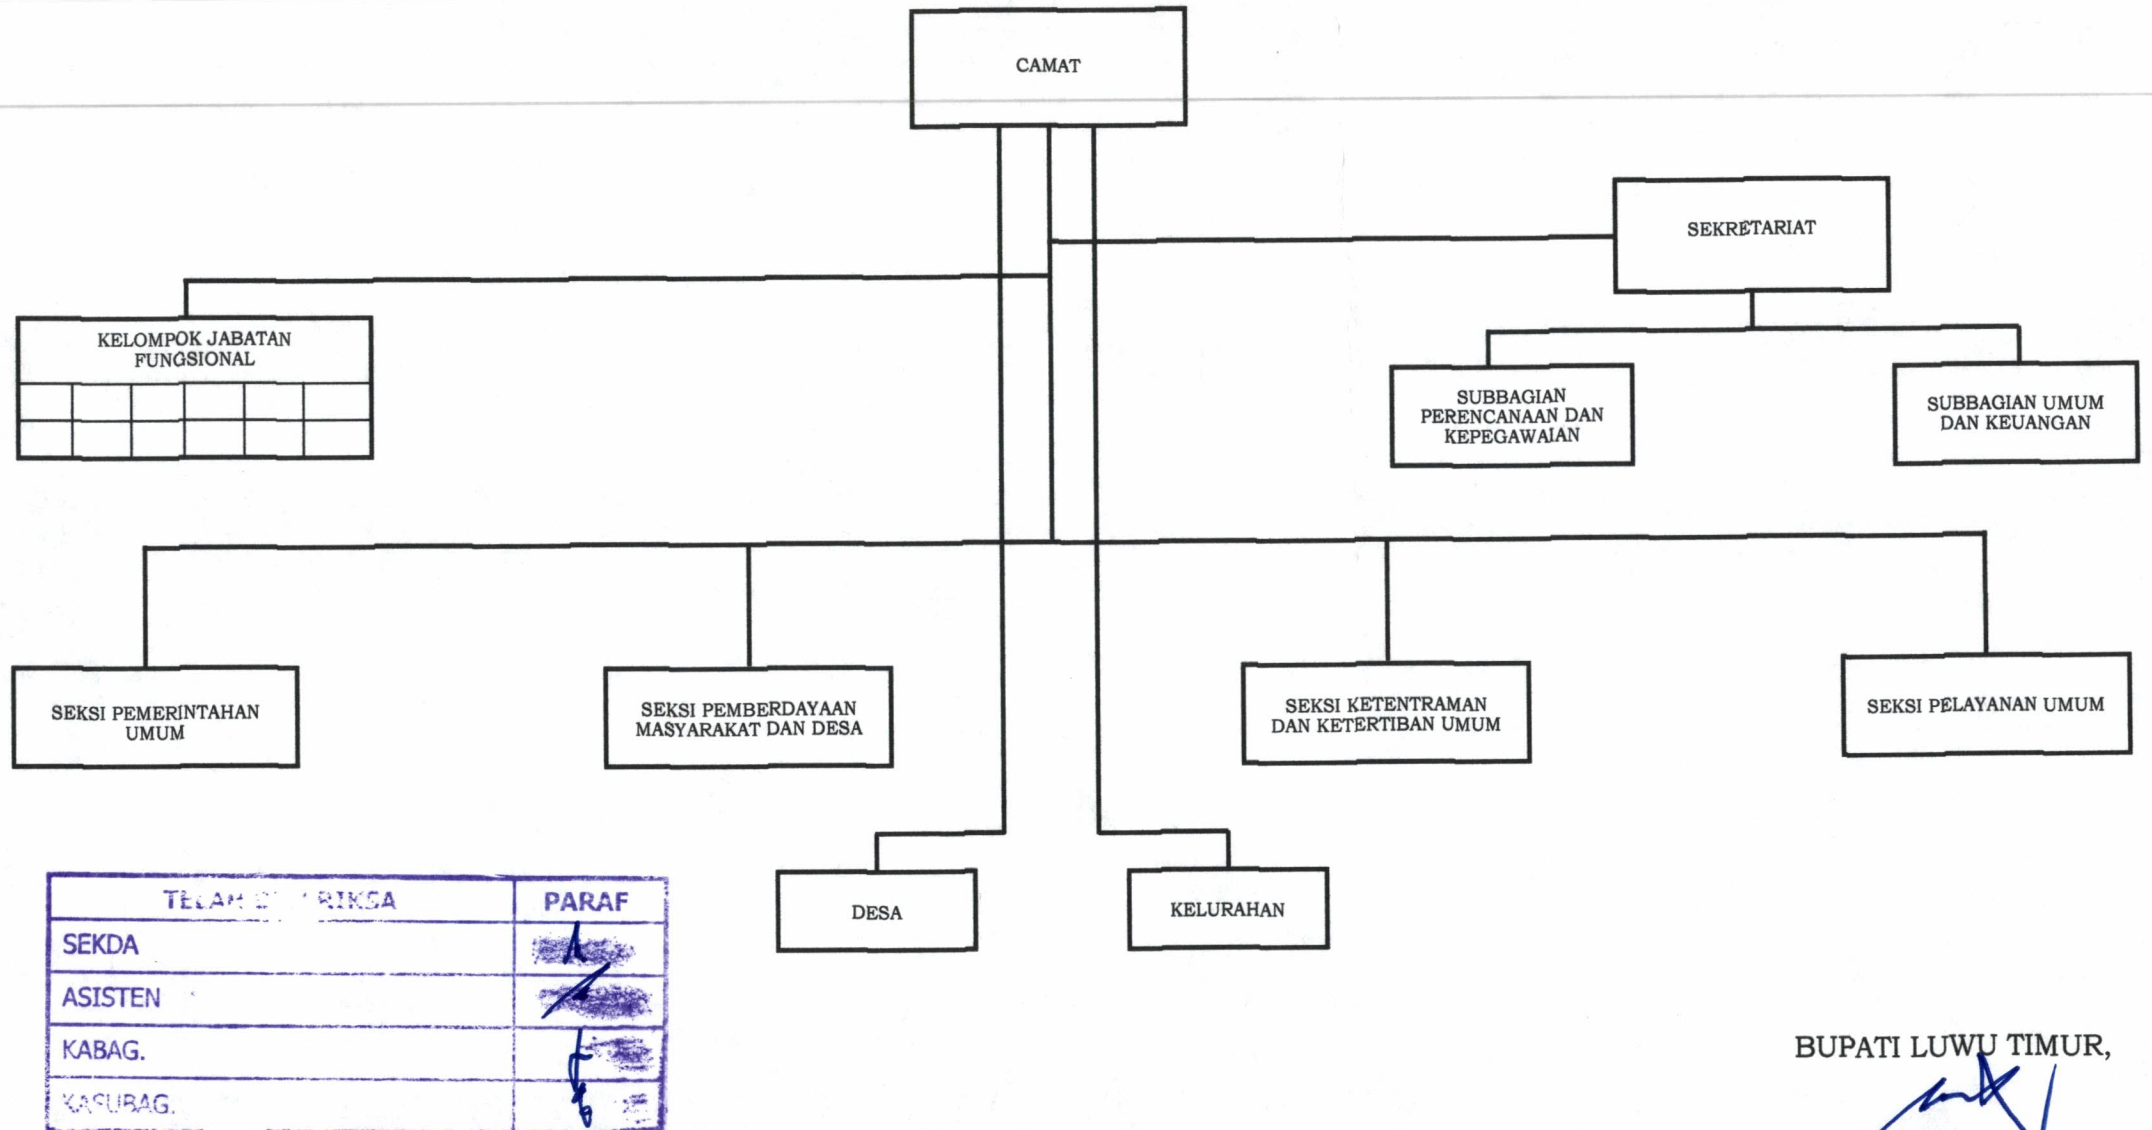 CAMAT
SEKRETARIAT
KELOMPOK JABATAN
FUNGSIONAL
SUBBAGIAN
PERENCANAAN DAN
KEPEGAWAIAN
SUBBAGIAN UMUM
DAN KEUANGAN
SEKSI PEMERINTAHAN
UMUM
SEKSI PEMBERDAYAAN
MASYARAKAT DAN DESA
SEKSI KETENTRAMAN
DAN KETERTIBAN UMUM
SEKSI PELAYANAN UMUM
DESA
KELURAHAN
TELAH PARAF
SEKDA
ASISTEN
KABAG.
KASUBAG.
BUPATI LUWU TIMUR,